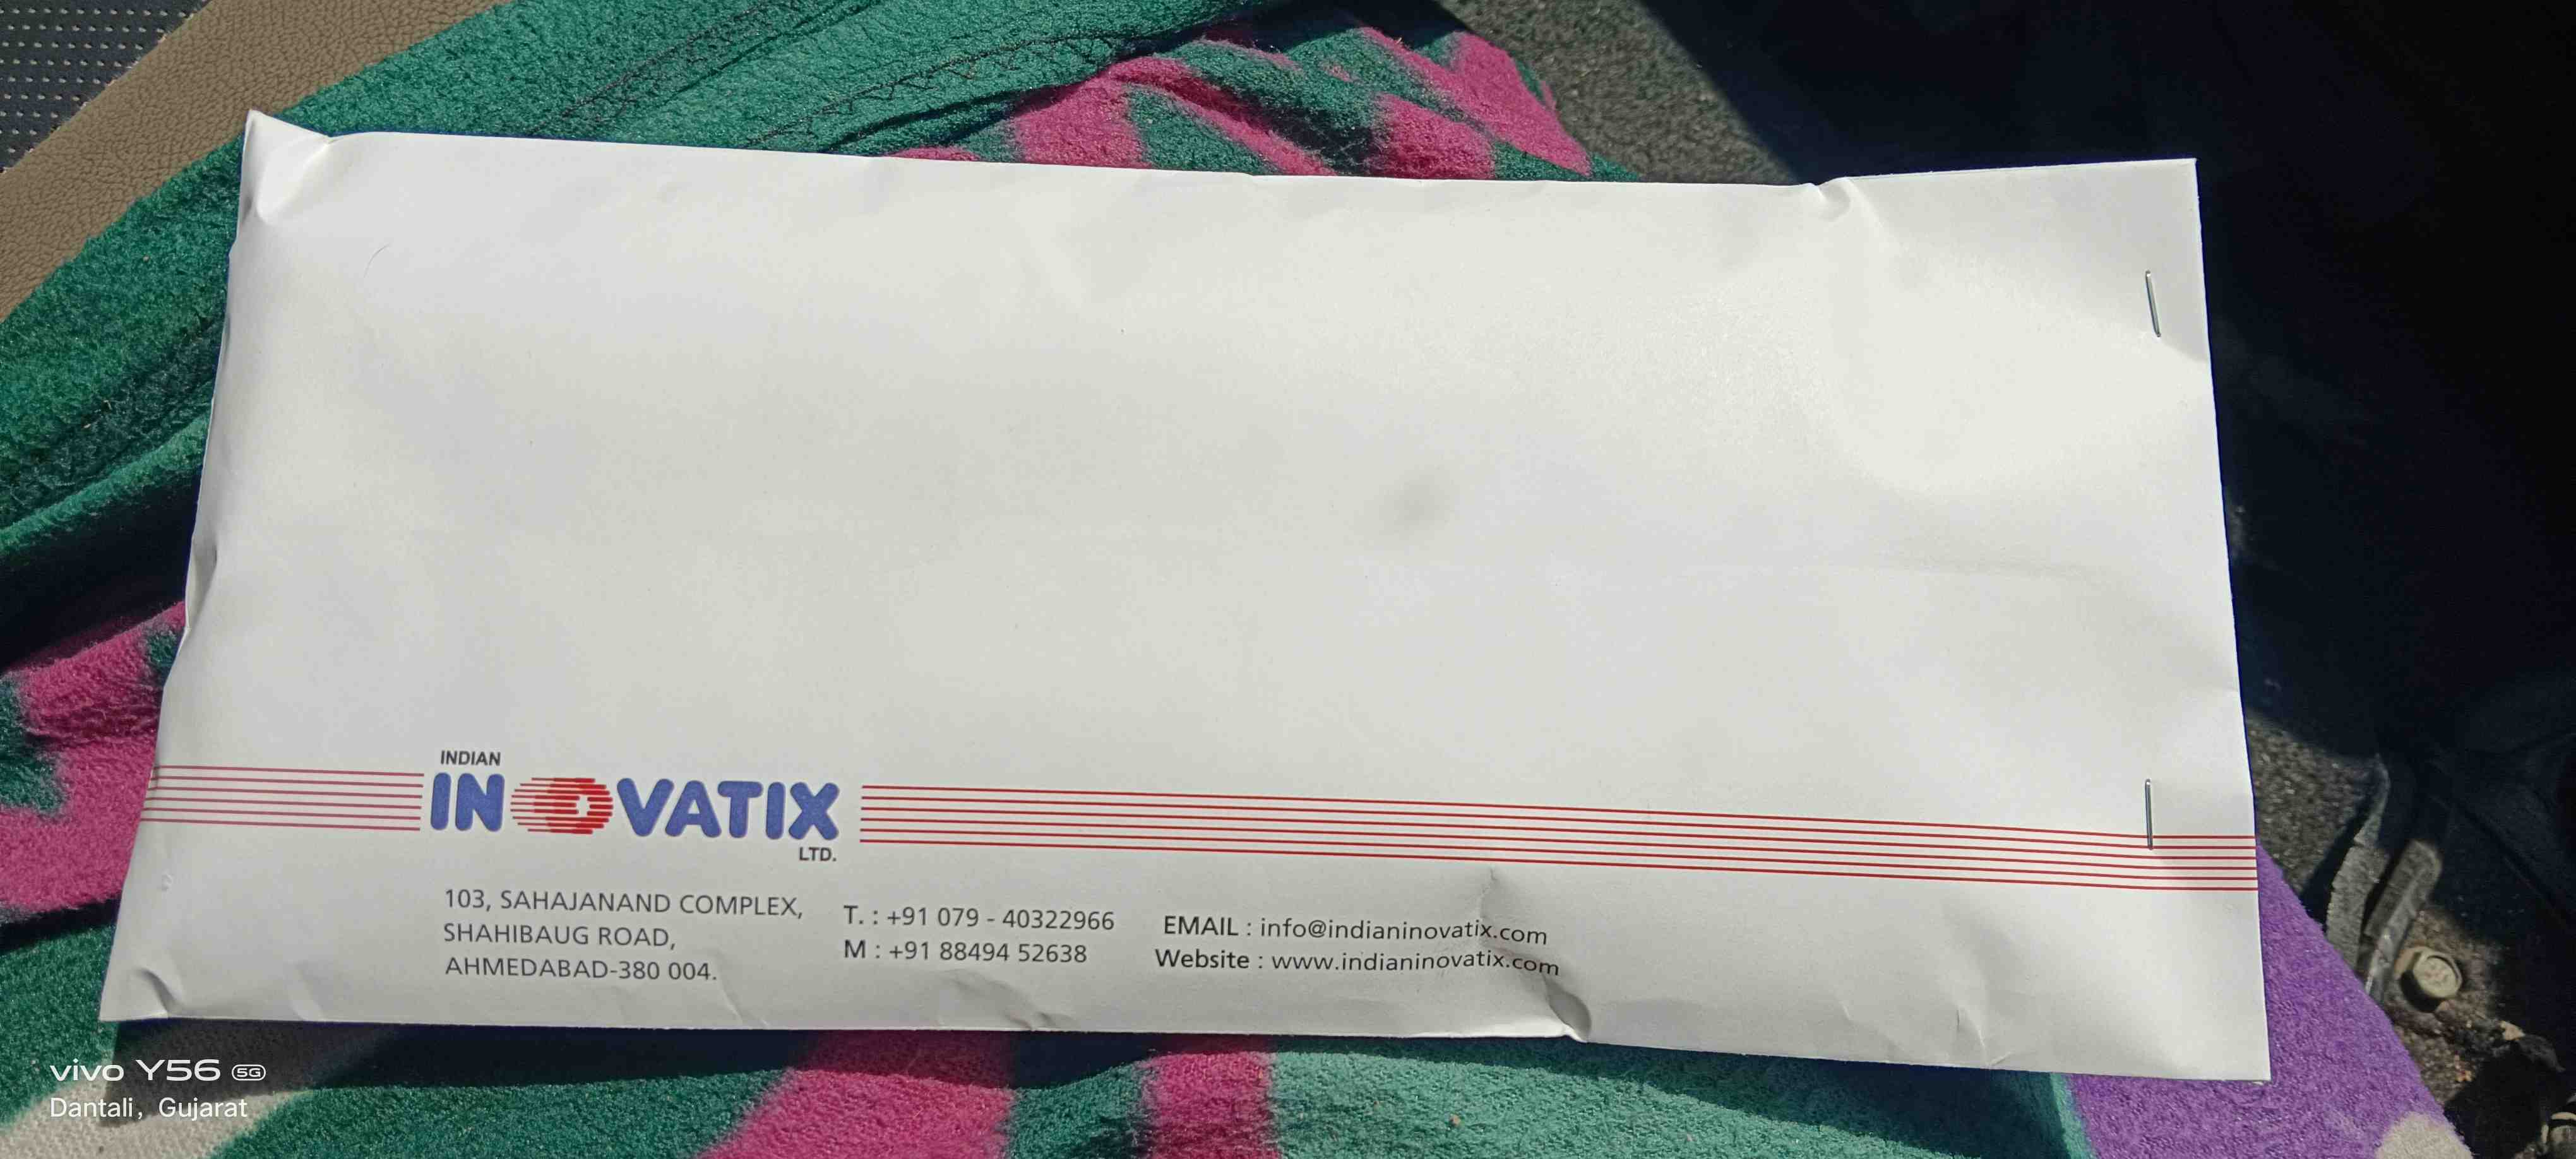 INDIAN
INOVATIX
LTD.
103, SAHAJANAND COMPLEX,
SHAHIBAUG ROAD,
AHMEDABAD-380 004.
T. : +91 079 - 40322966
M : +91 88494 52638
EMAIL : info@indianinovatix.com
Website : www.indianinovatix.com
vivo Y56 5G
Dantali, Gujarat